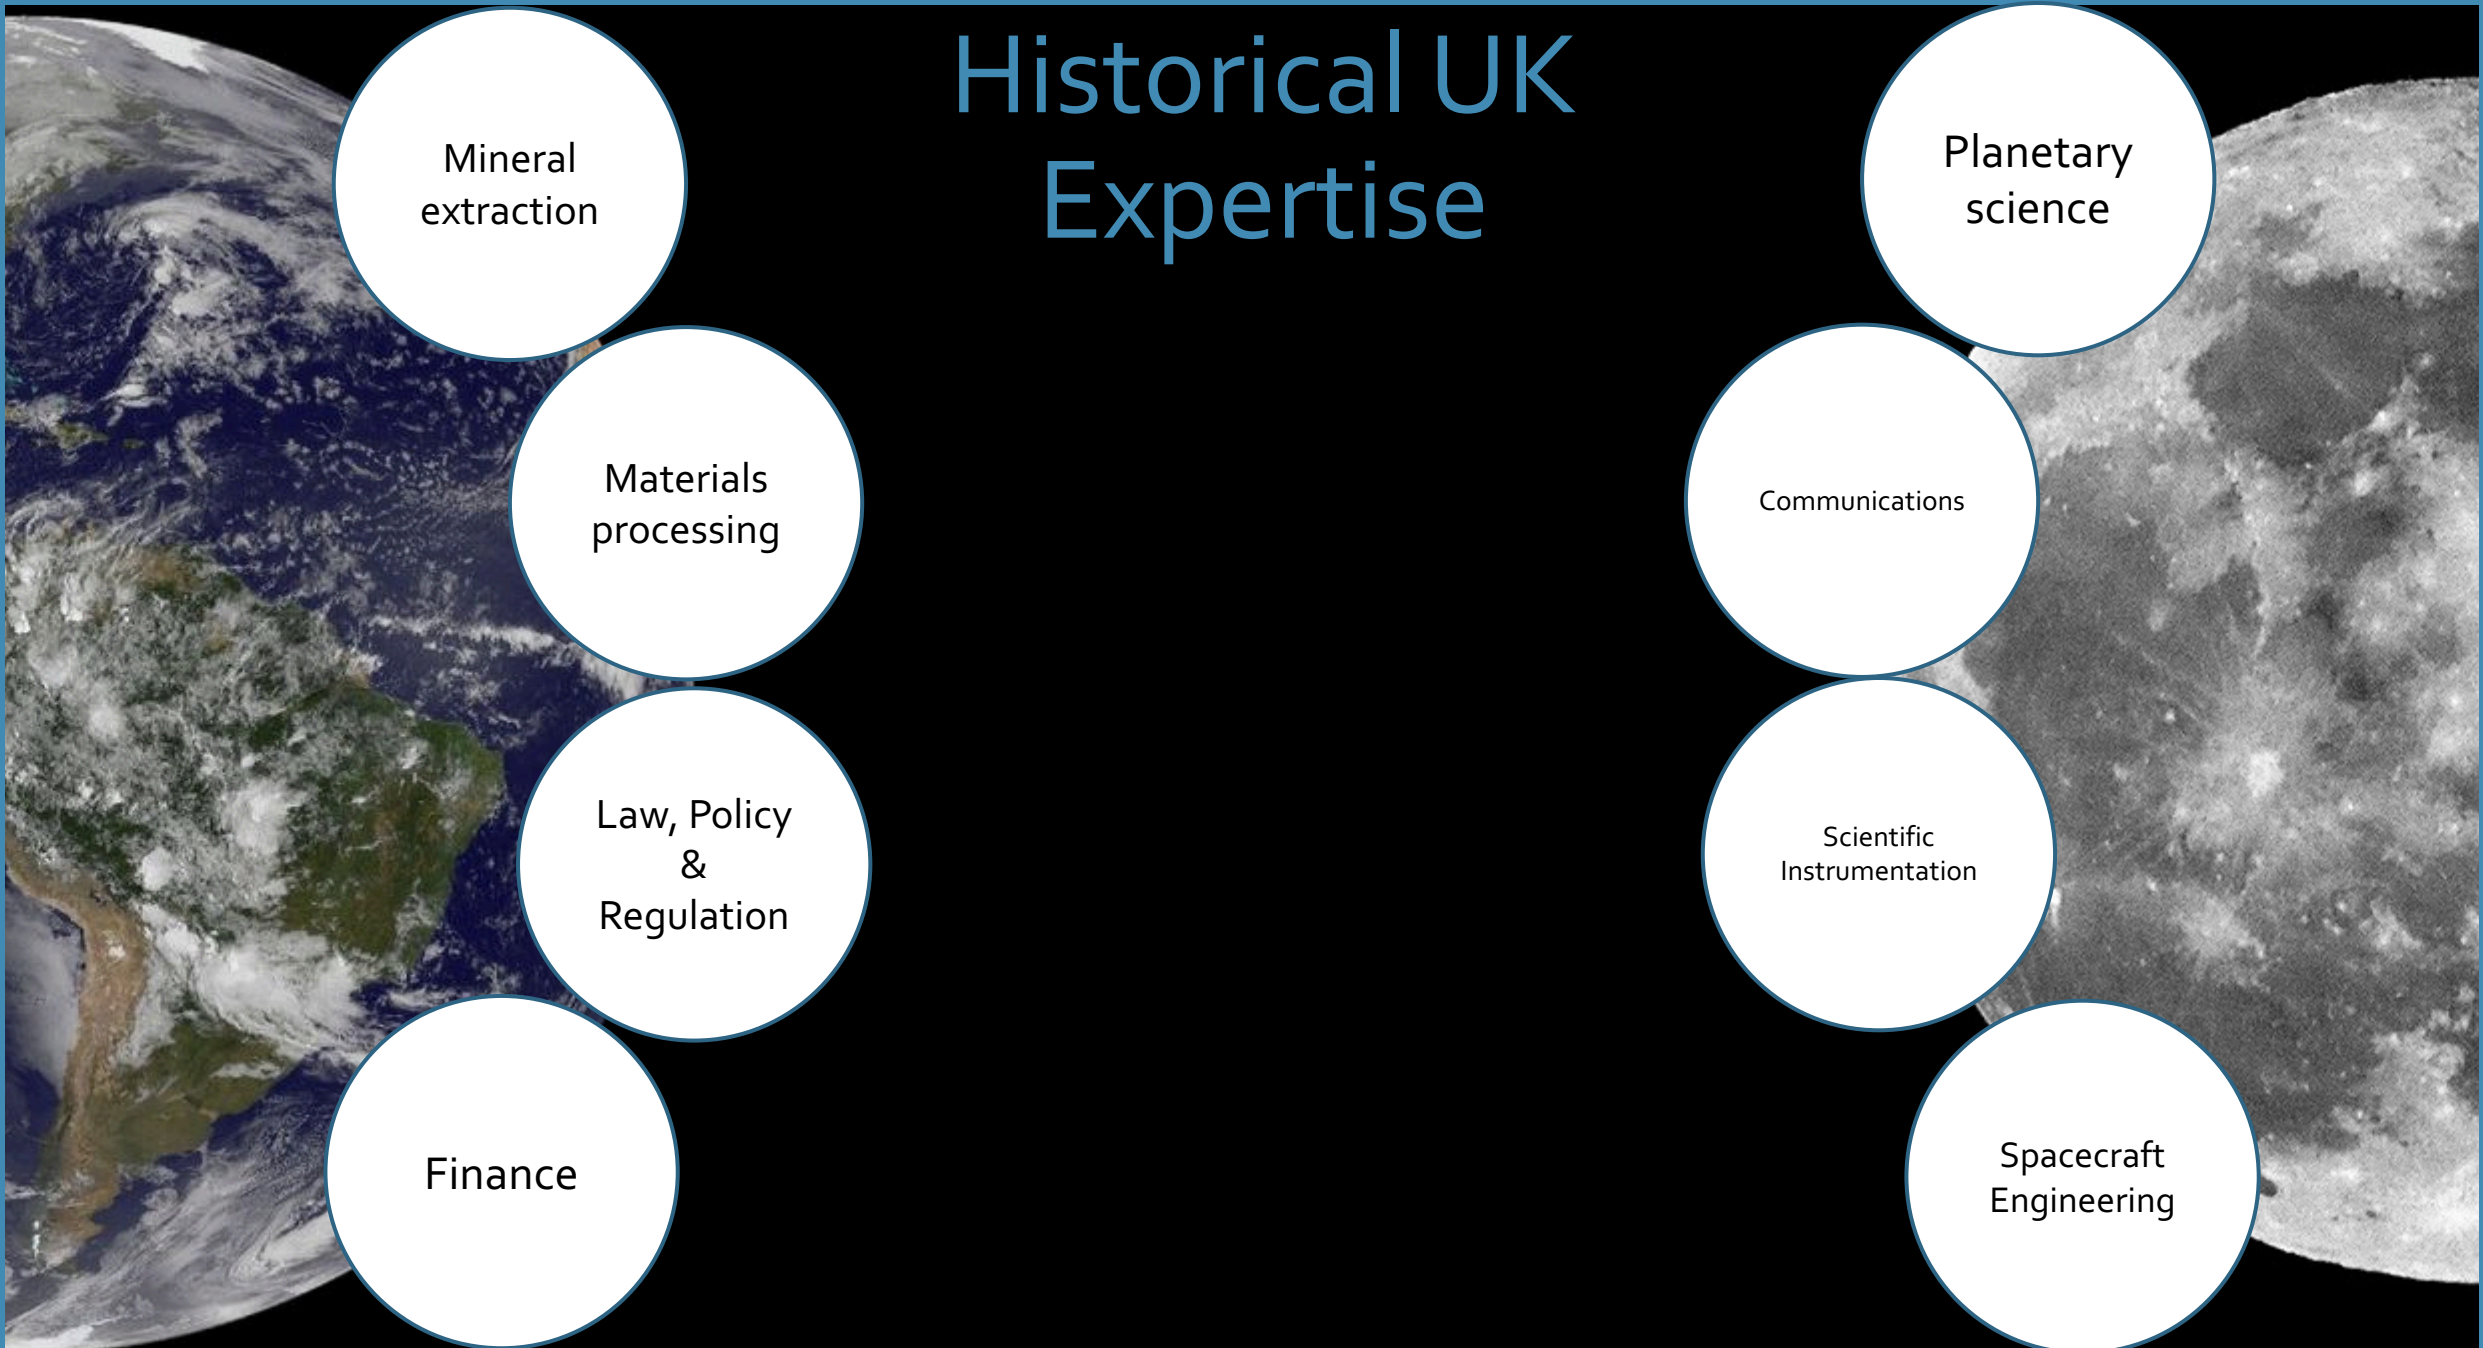 Historical UK
Expertise
Mineral
extraction
Materials
processing
Law, Policy
&
Regulation
Finance
Planetary
science
Communications
Scientific
Instrumentation
Spacecraft
Engineering